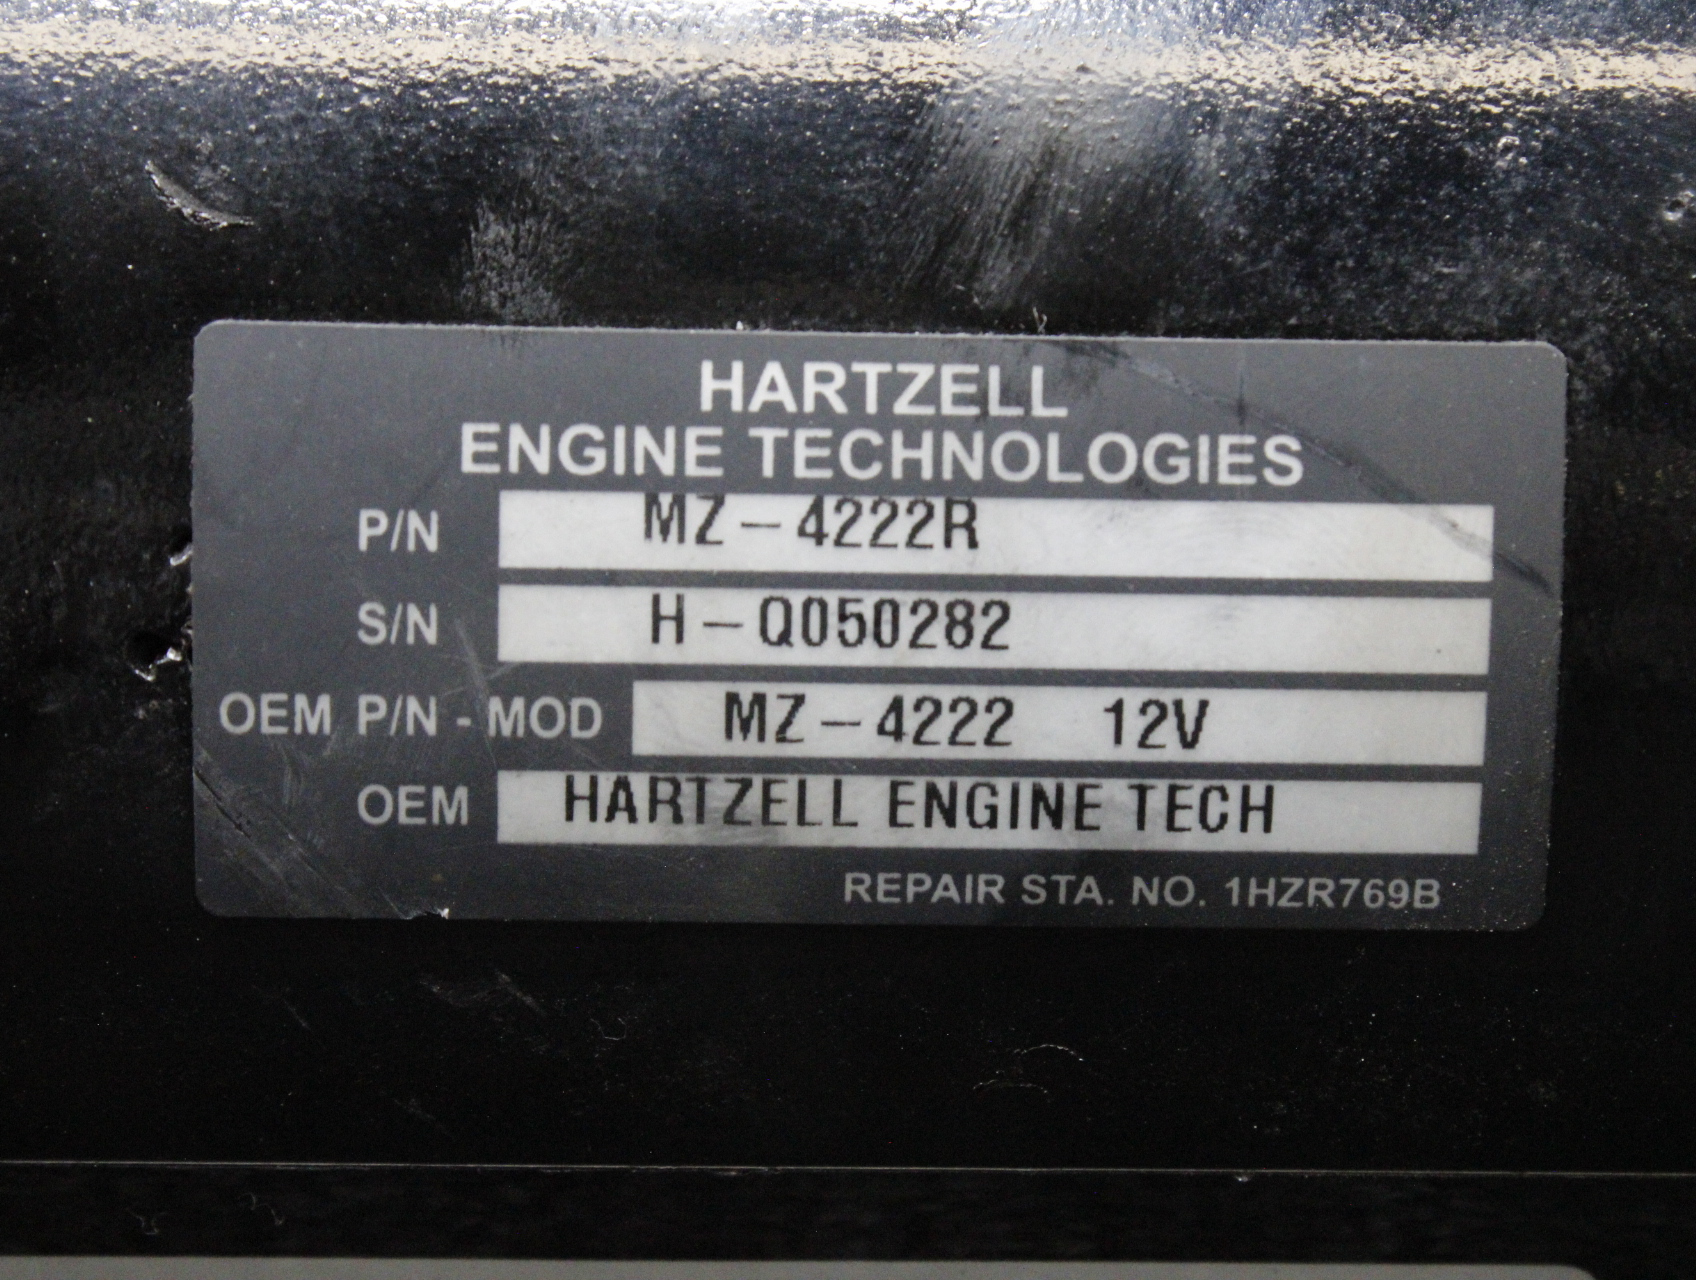 HARTZELL
ENGINE TECHNOLOGIES
P/N MZ-4222R
S/N H-Q050282
OEM P/N - MOD MZ-4222 12V
OEM HARTZELL ENGINE TECH
REPAIR STA. NO. 1HZR769B